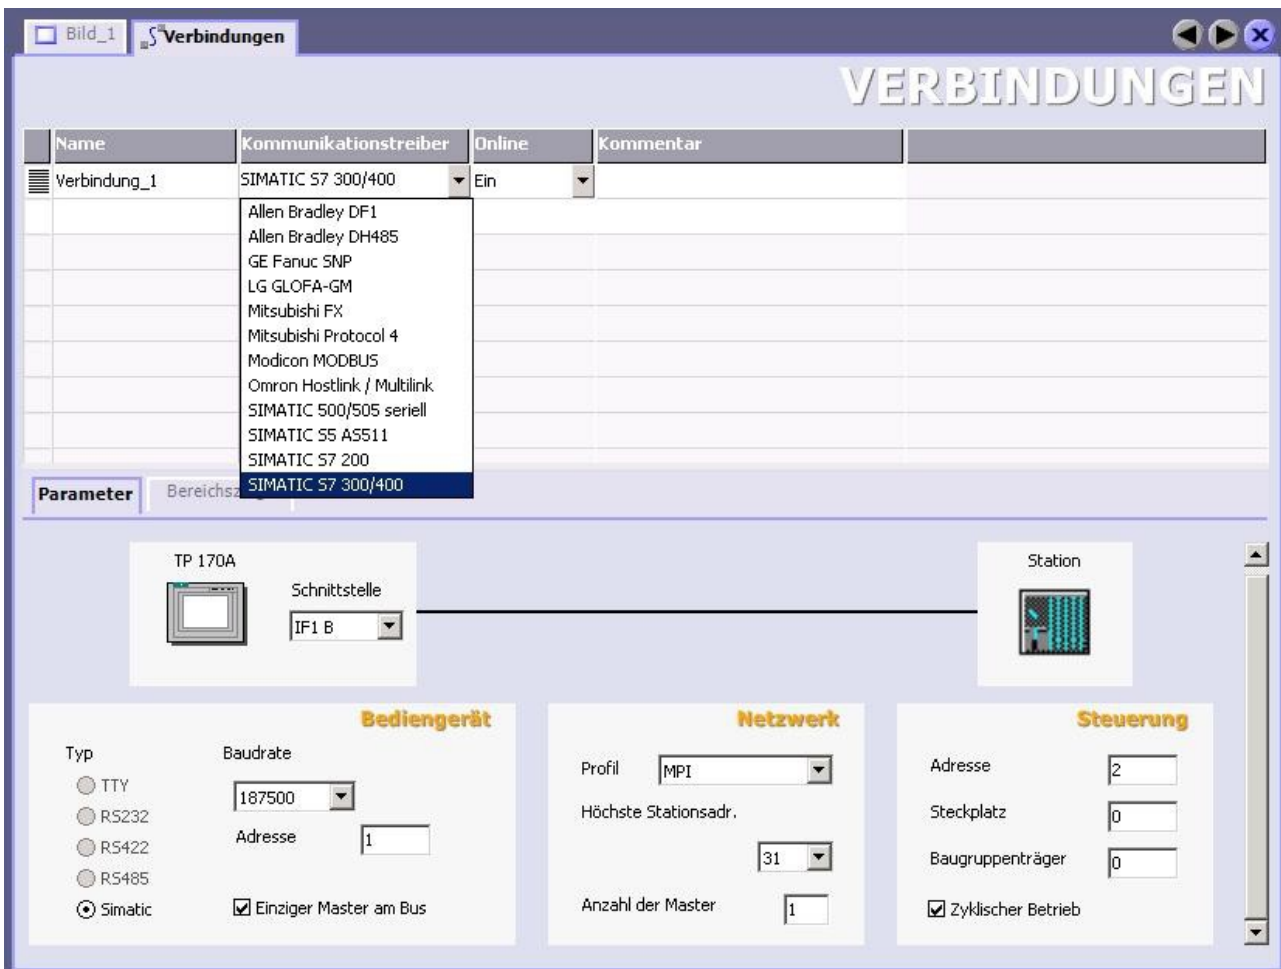 Bild_1
Verbindungen
VERBINDUNGEN
Name Kommunikationstreiber Online Kommentar
Verbindung_1 SIMATIC S7 300/400 Ein
Allen Bradley DF1
Allen Bradley DH485
GE Fanuc SNP
LG GLOFA-GM
Mitsubishi FX
Mitsubishi Protocol 4
Modicon MODBUS
Omron Hostlink / Multilink
SIMATIC 500/505 seriell
SIMATIC S5 AS511
SIMATIC S7 200
SIMATIC S7 300/400
Parameter
TP 170A
Schnittstelle
IF1 B
Station
Bediengerät
Typ
TTY
RS232
RS422
RS485
Simatic
Baudrate
187500
Adresse 1
Einziger Master am Bus
Netzwerk
Profil MPI
Höchste Stationsadr.
31
Anzahl der Master 1
Steuerung
Adresse 2
Steckplatz 0
Baugruppenträger 0
Zyklischer Betrieb